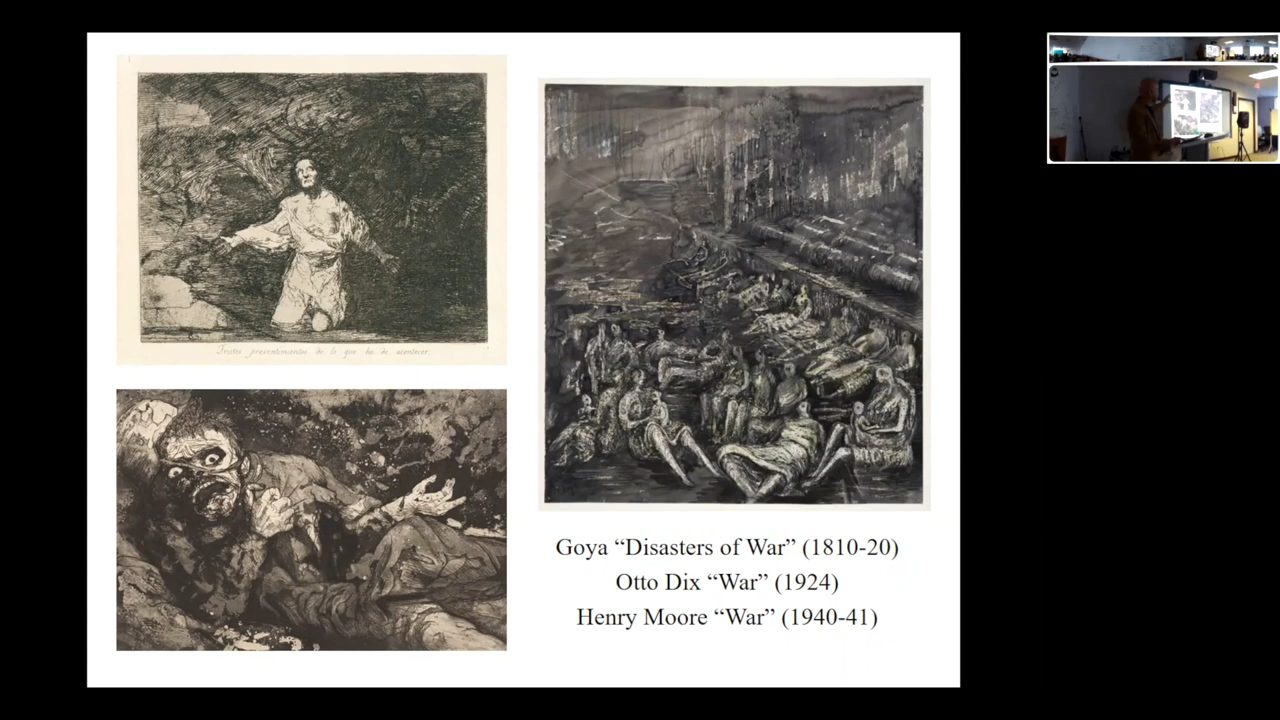 Tristes presentimientos de lo que ha de acontecer.
Goya “Disasters of War” (1810-20)
Otto Dix “War” (1924)
Henry Moore “War” (1940-41)